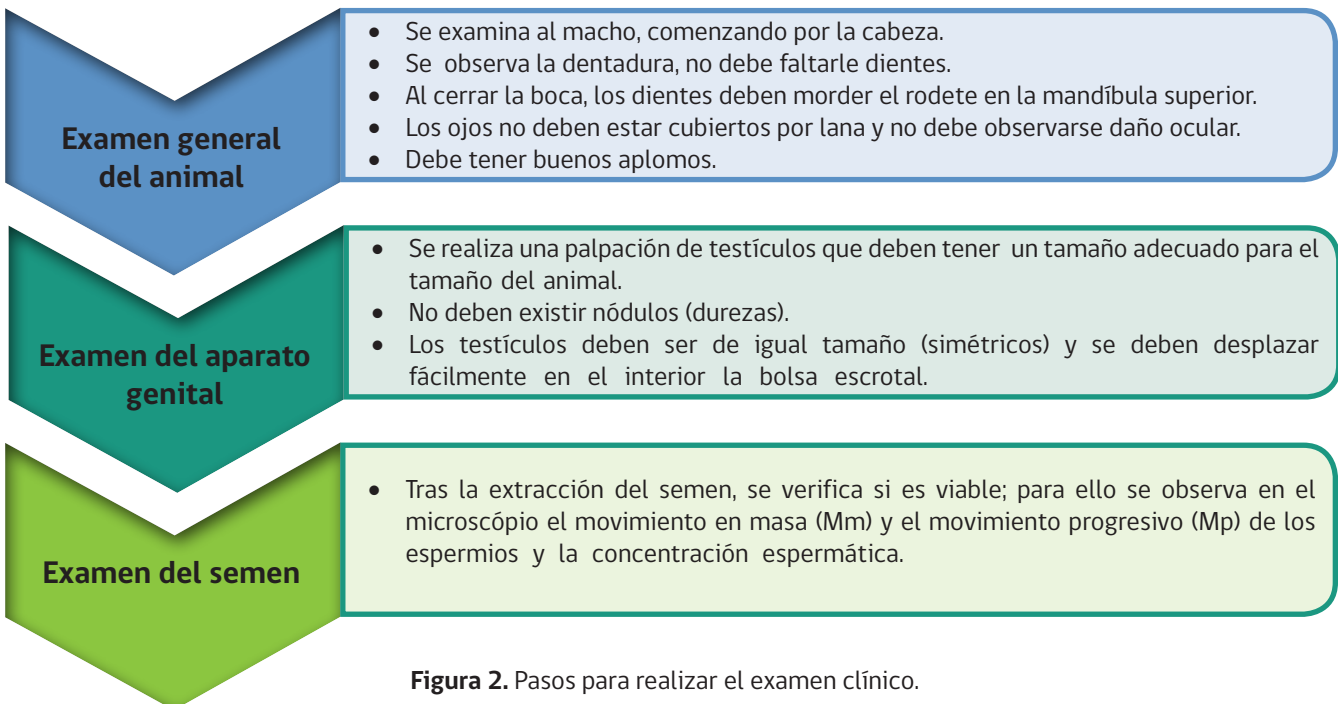 Examen general
del animal
• Se examina al macho, comenzando por la cabeza.
• Se observa la dentadura, no debe faltarle dientes.
• Al cerrar la boca, los dientes deben morder el rodete en la mandíbula superior.
• Los ojos no deben estar cubiertos por lana y no debe observarse daño ocular.
• Debe tener buenos aplomos.
Examen del aparato
genital
• Se realiza una palpación de testículos que deben tener un tamaño adecuado para el
tamaño del animal.
• No deben existir nódulos (durezas).
• Los testículos deben ser de igual tamaño (simétricos) y se deben desplazar
fácilmente en el interior la bolsa escrotal.
Examen del semen
• Tras la extracción del semen, se verifica si es viable; para ello se observa en el
microscópio el movimiento en masa (Mm) y el movimiento progresivo (Mp) de los
espermios y la concentración espermática.
Figura 2. Pasos para realizar el examen clínico.